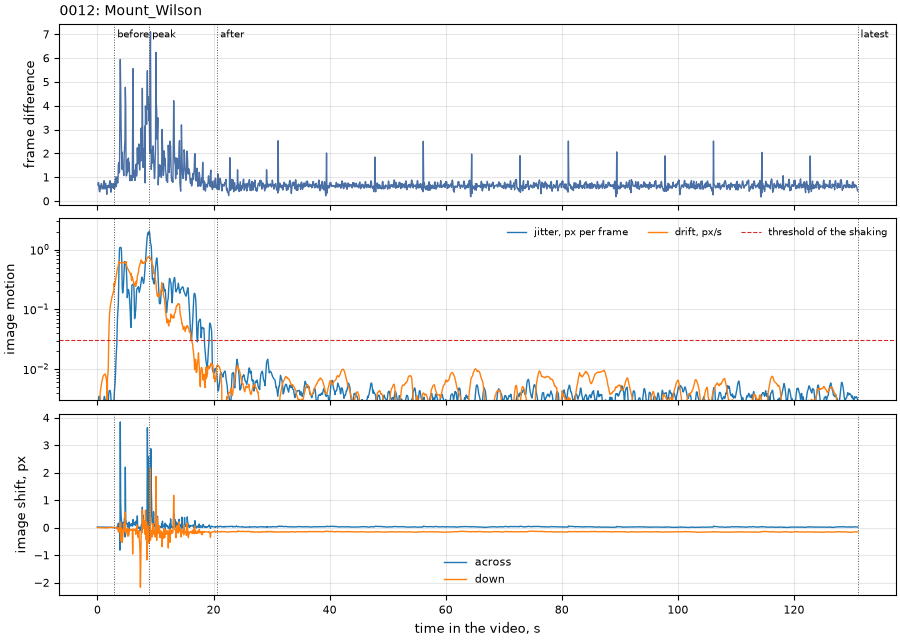 0012: Mount_Wilson
before peak after latest
7
6
5
4
3
2
1
0
frame difference
jitter, px per frame drift, px/s threshold of the shaking
10⁰
10⁻¹
10⁻²
image motion
4
3
2
1
0
−1
−2
image shift, px
across
down
0 20 40 60 80 100 120
time in the video, s